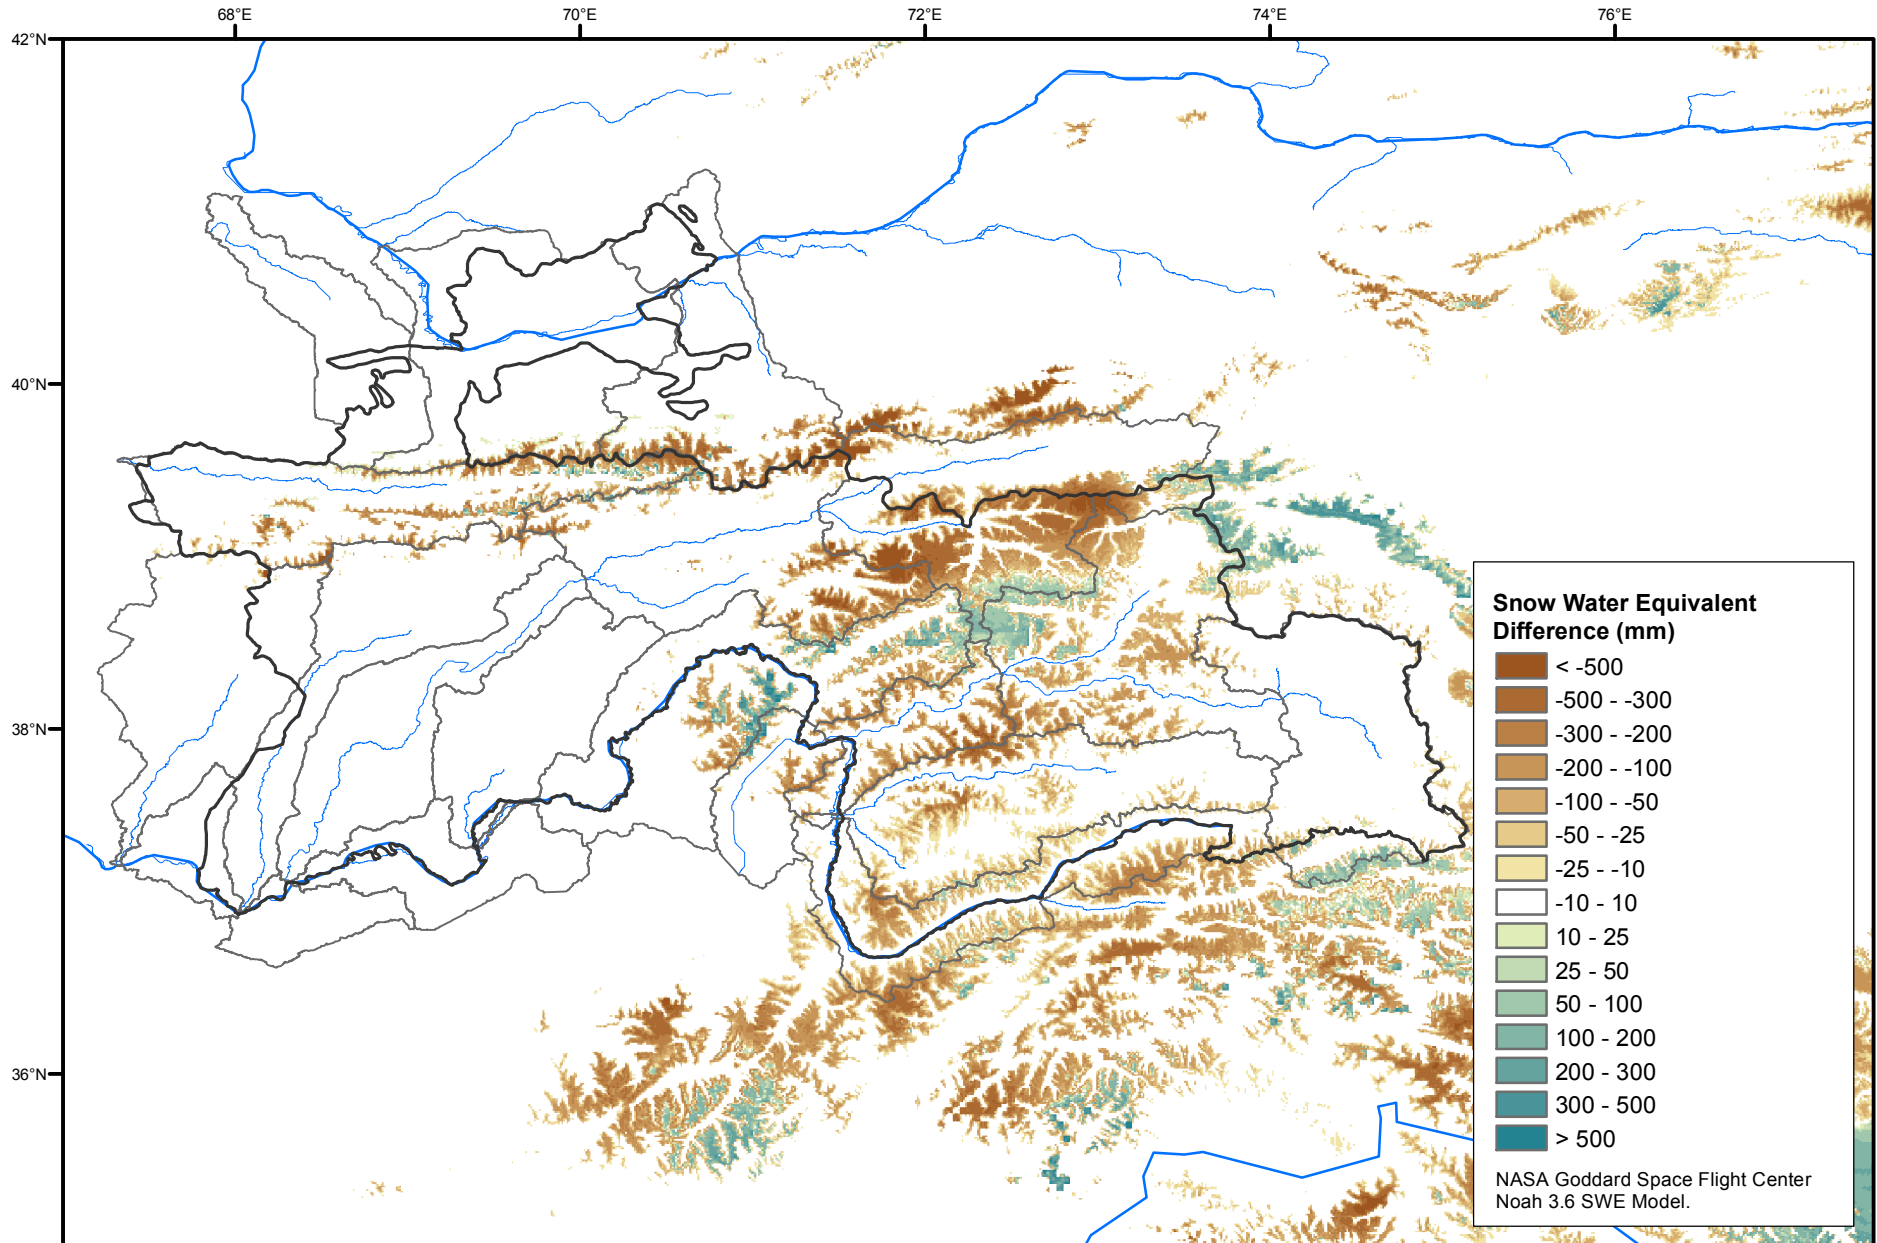 68°E
70°E
72°E
74°E
76°E
42°N
40°N
38°N
36°N
Snow Water Equivalent
Difference (mm)
< -500
-500 - -300
-300 - -200
-200 - -100
-100 - -50
-50 - -25
-25 - -10
-10 - 10
10 - 25
25 - 50
50 - 100
100 - 200
200 - 300
300 - 500
> 500
NASA Goddard Space Flight Center
Noah 3.6 SWE Model.